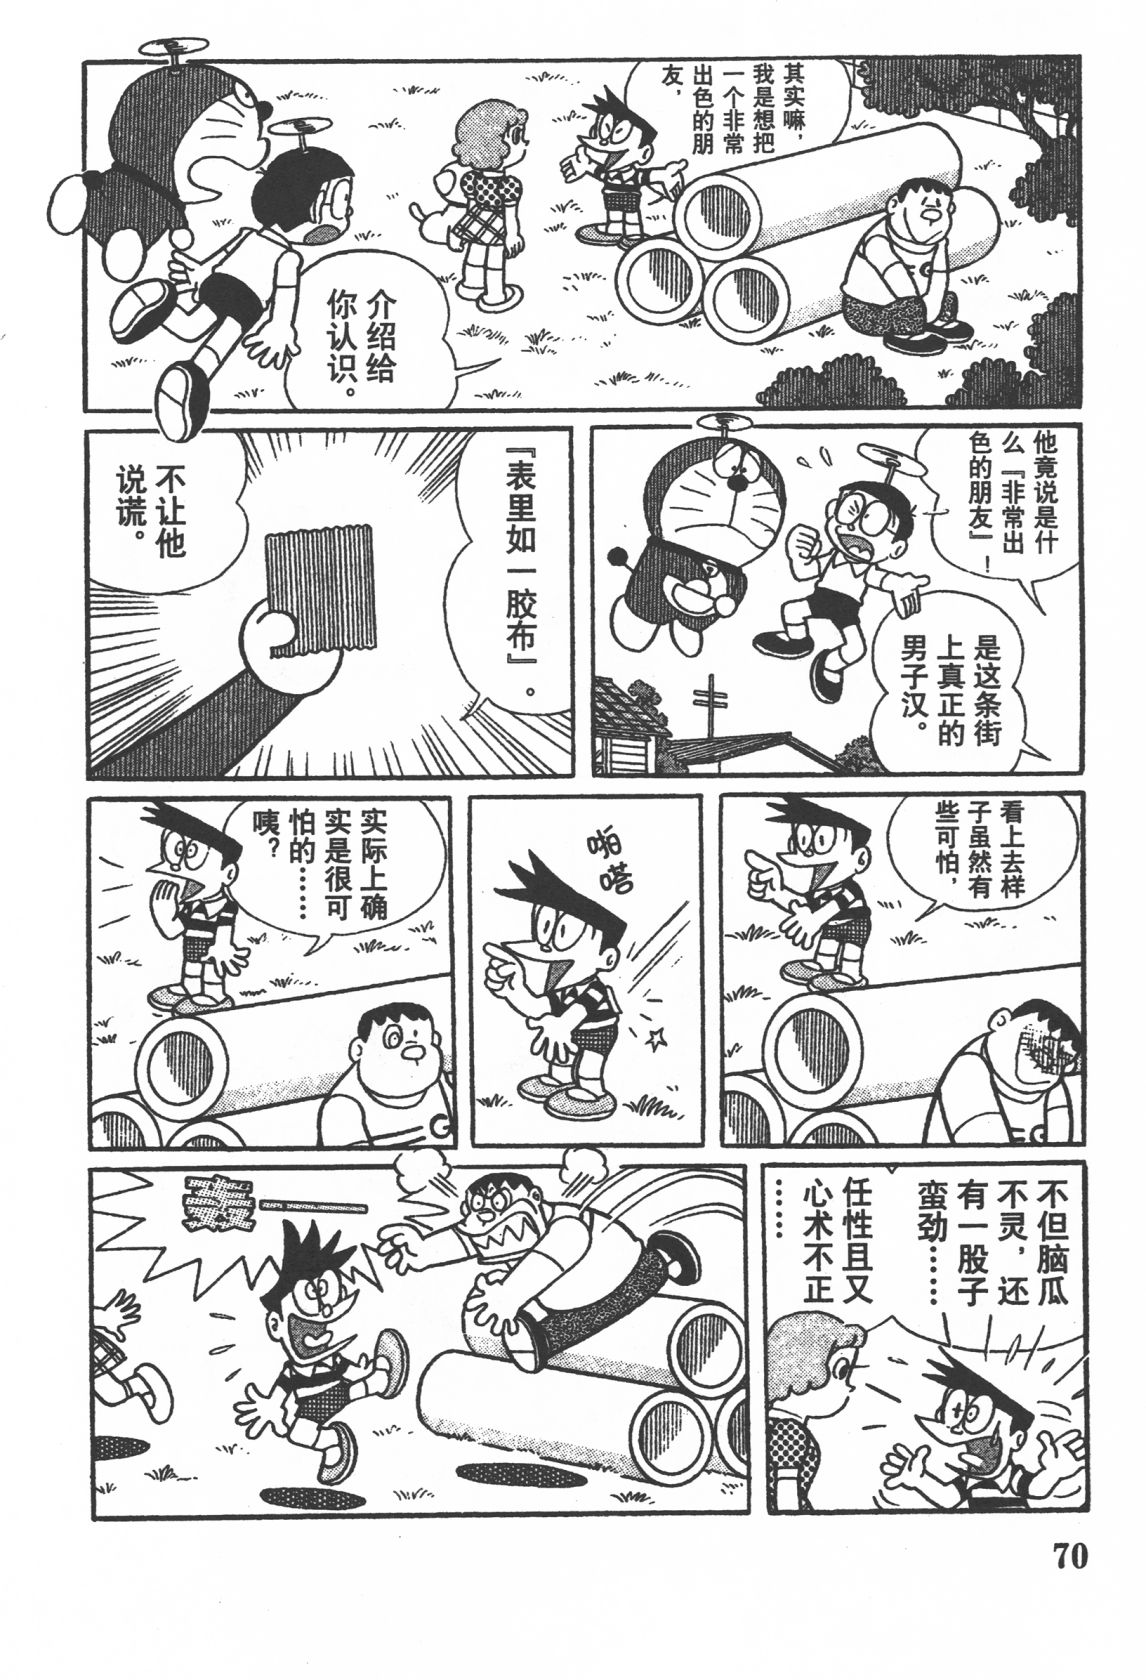 其实嘛，
我是想把
一个非常
出色的朋
友，
介绍给
你认识。
他竟说是什
么『非常出
色的朋友』！
是这条街
上真正的
男子汉。
『表里如一胶布』。
不让他
说谎。
看上去样
子虽然有
些可怕，
啪
嗒
实际上确
实是很可
怕的……
咦？
不但脑瓜
不灵，还
有一股子
蛮劲……
任性且又
心术不正
……
70